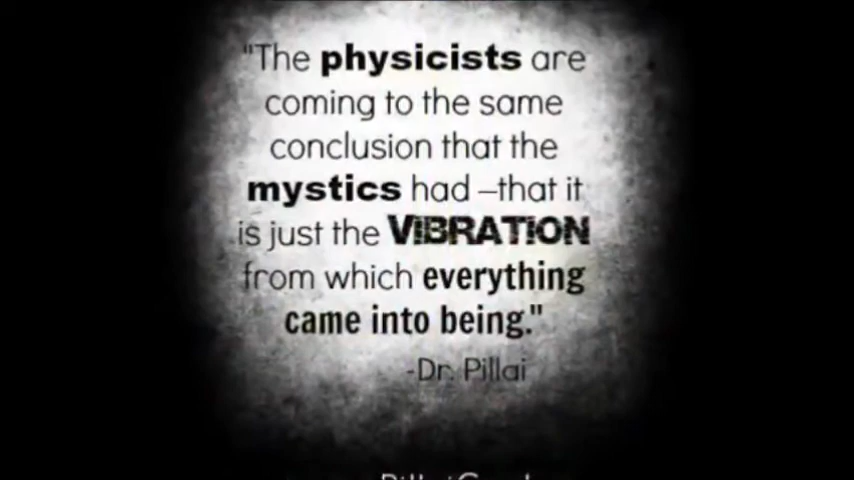 "The physicists are
coming to the same
conclusion that the
mystics had –that it
is just the VIBRATION
from which everything
came into being."
-Dr. Pillai